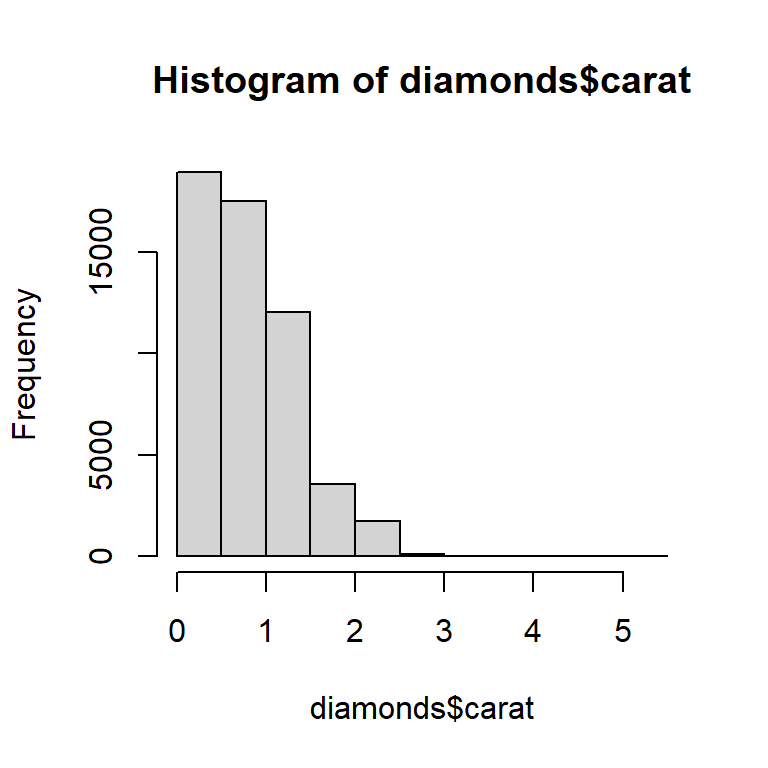 Histogram of diamonds$carat
Frequency
15000
5000
0
0 1 2 3 4 5
diamonds$carat